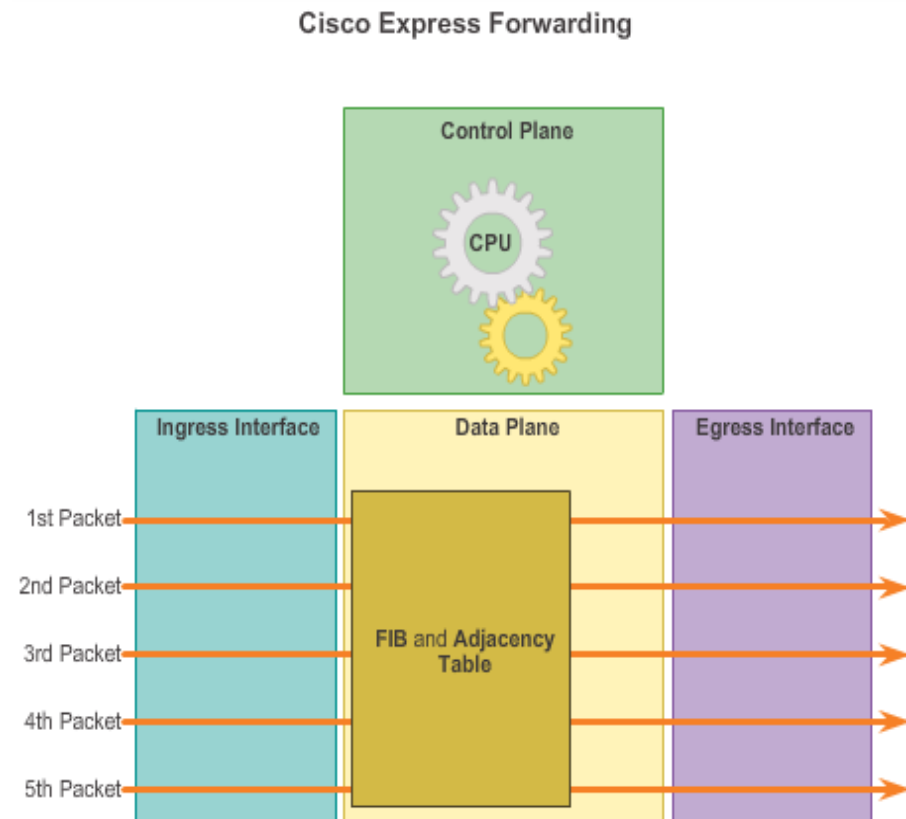 Cisco Express Forwarding
Control Plane
CPU
Ingress Interface
Data Plane
Egress Interface
1st Packet
2nd Packet
3rd Packet
4th Packet
5th Packet
FIB and Adjacency
Table